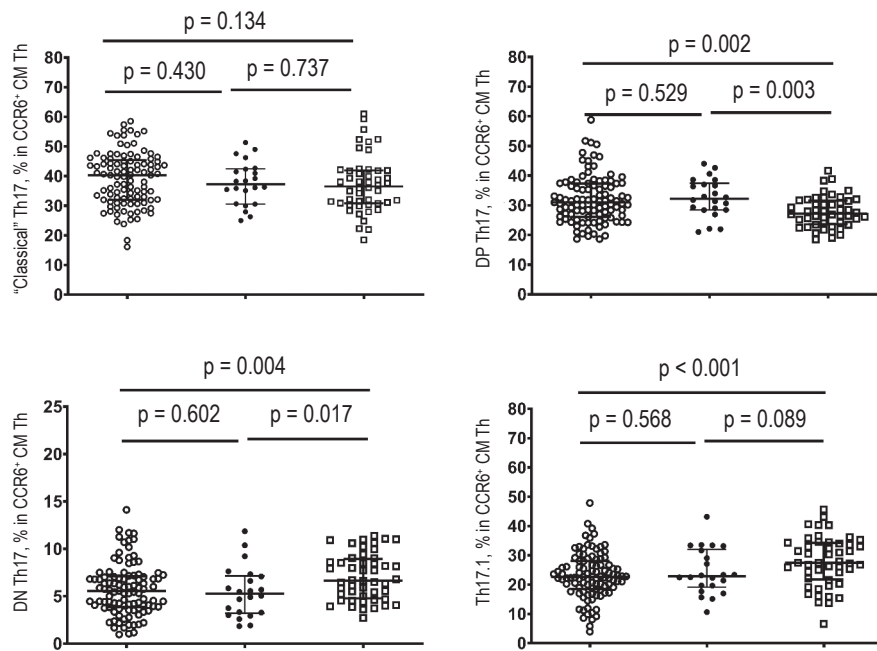 p = 0.134
p = 0.430
p = 0.737
"Classical" Th17, % in CCR6⁺ CM Th
80
70
60
50
40
30
20
10
0
p = 0.002
p = 0.529
p = 0.003
DP Th17, % in CCR6⁺ CM Th
80
70
60
50
40
30
20
10
0
p = 0.004
p = 0.602
p = 0.017
DN Th17, % in CCR6⁺ CM Th
25
20
15
10
5
0
p < 0.001
p = 0.568
p = 0.089
Th17.1, % in CCR6⁺ CM Th
80
70
60
50
40
30
20
10
0